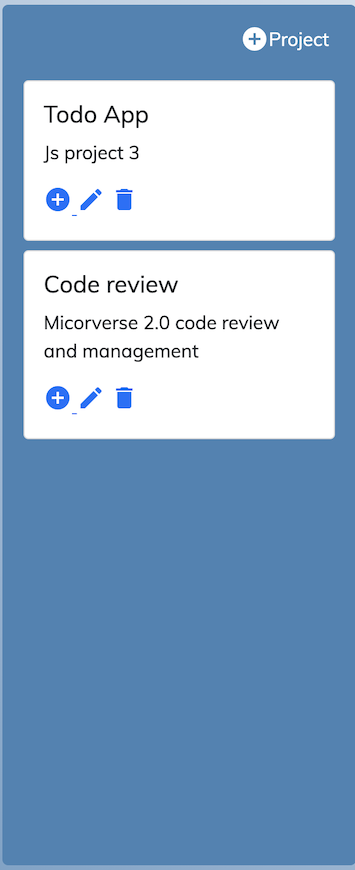 Project
Todo App
Js project 3
Code review
Micorverse 2.0 code review
and management